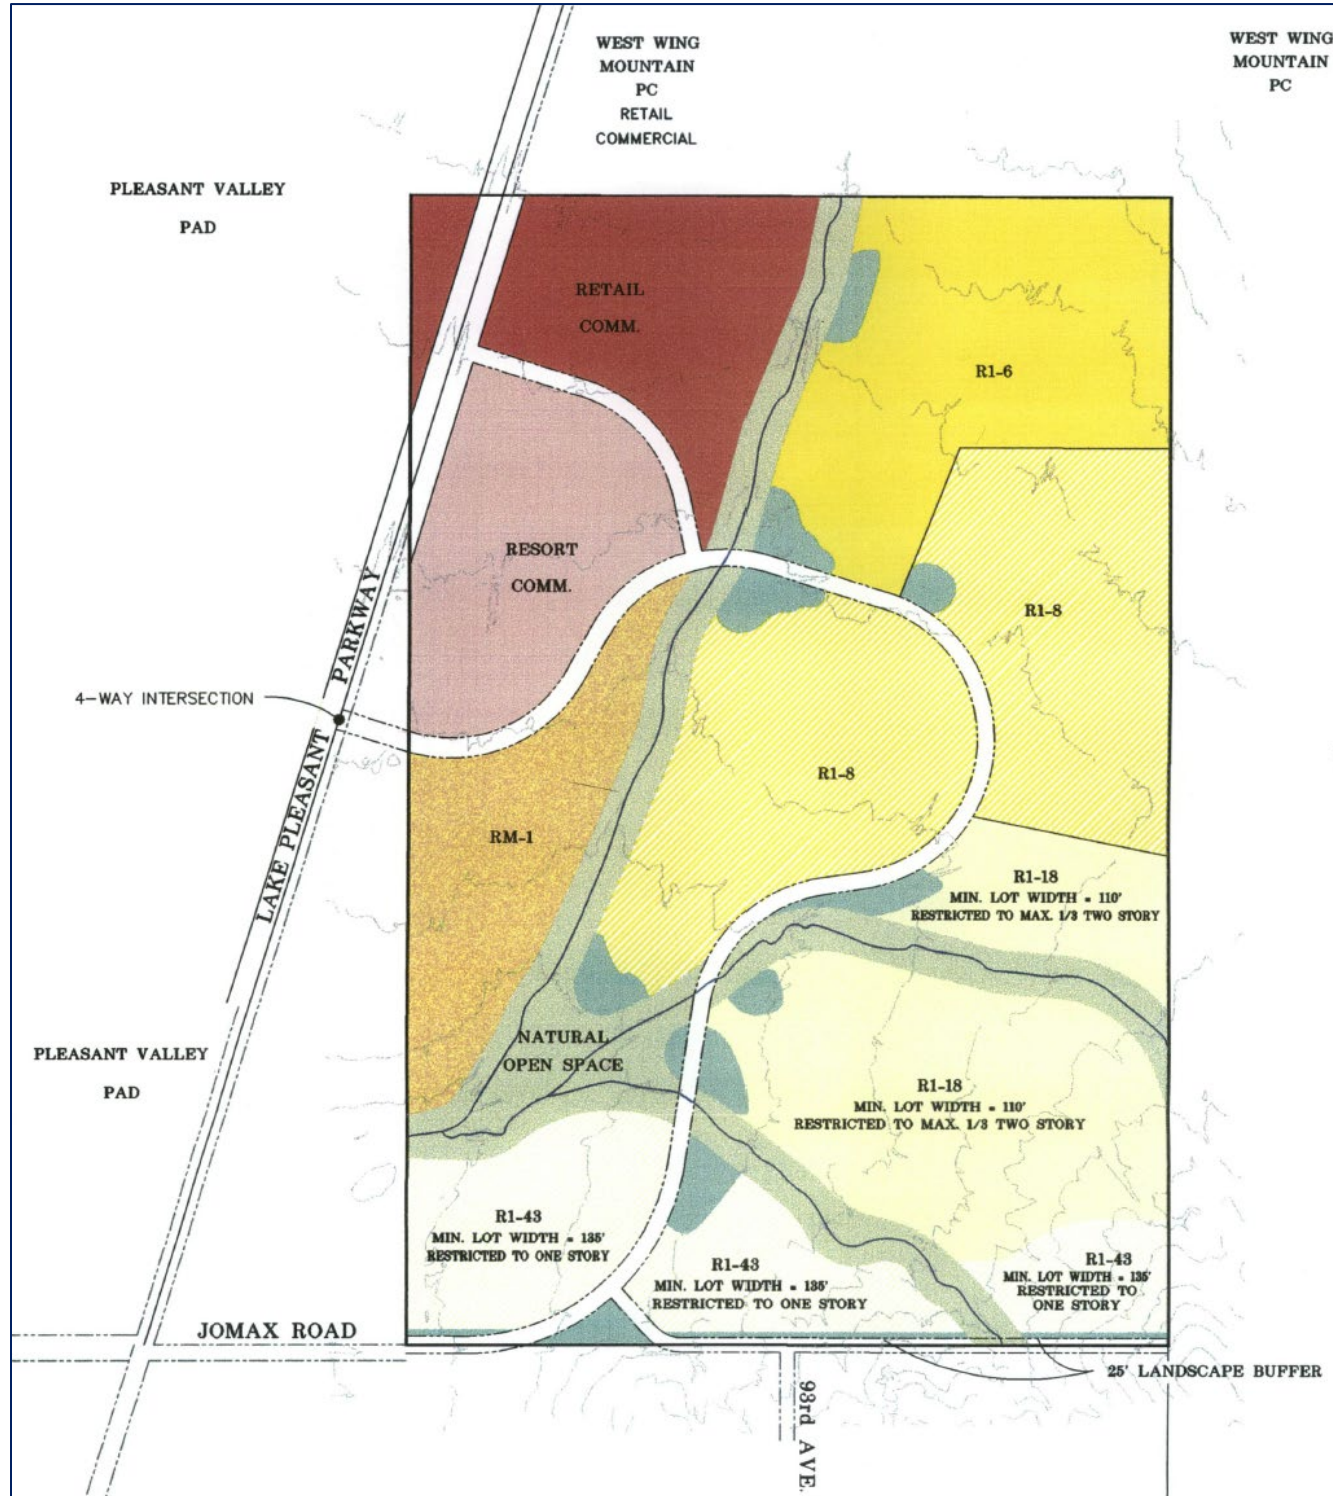 WEST WING
MOUNTAIN
PC
RETAIL
COMMERCIAL
WEST WING
MOUNTAIN
PC
PLEASANT VALLEY
PAD
RETAIL
COMM.
R1-6
RESORT
COMM.
R1-8
LAKE PLEASANT PARKWAY
4-WAY INTERSECTION
R1-8
RM-1
R1-18
MIN. LOT WIDTH = 110'
RESTRICTED TO MAX. 1/3 TWO STORY
NATURAL
OPEN SPACE
PLEASANT VALLEY
PAD
R1-18
MIN. LOT WIDTH = 110'
RESTRICTED TO MAX. 1/3 TWO STORY
R1-43
MIN. LOT WIDTH = 135'
RESTRICTED TO ONE STORY
R1-43
MIN. LOT WIDTH = 135'
RESTRICTED TO ONE STORY
R1-43
MIN. LOT WIDTH = 135'
RESTRICTED TO
ONE STORY
JOMAX ROAD
25' LANDSCAPE BUFFER
93rd AVE.